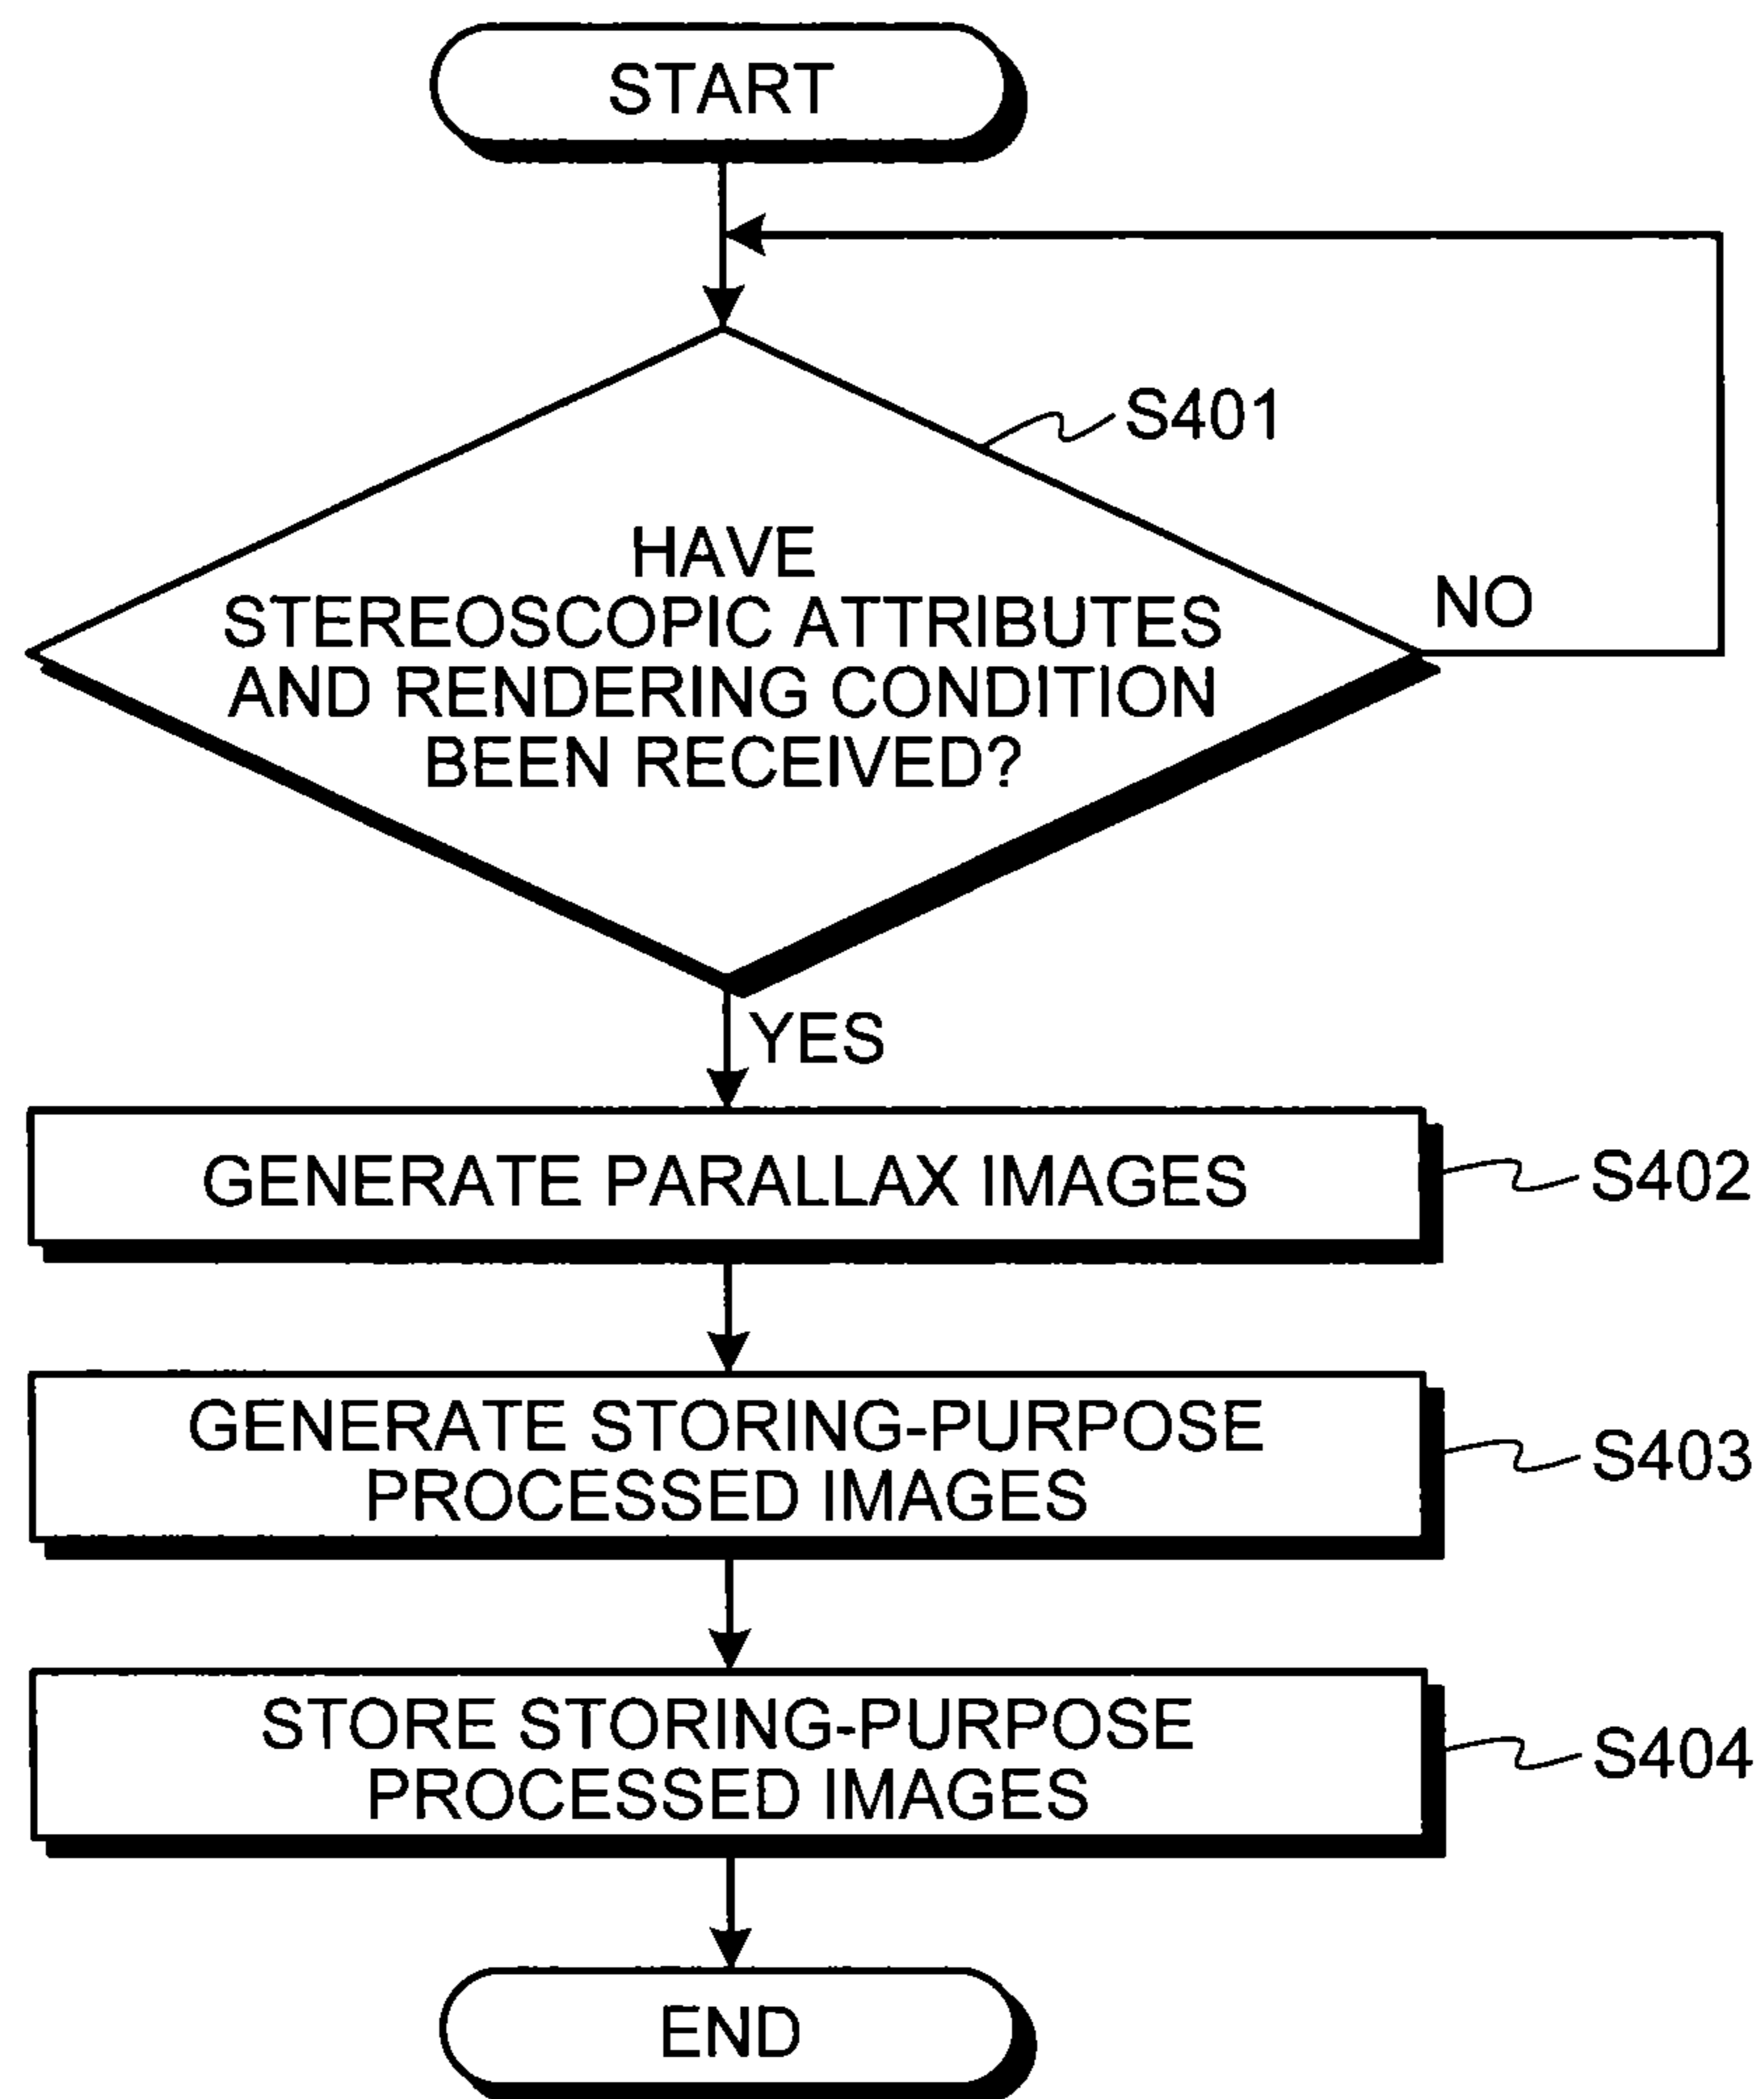 START
S401
HAVE
STEREOSCOPIC ATTRIBUTES
AND RENDERING CONDITION
BEEN RECEIVED?
NO
YES
GENERATE PARALLAX IMAGES
S402
GENERATE STORING-PURPOSE
PROCESSED IMAGES
S403
STORE STORING-PURPOSE
PROCESSED IMAGES
S404
END